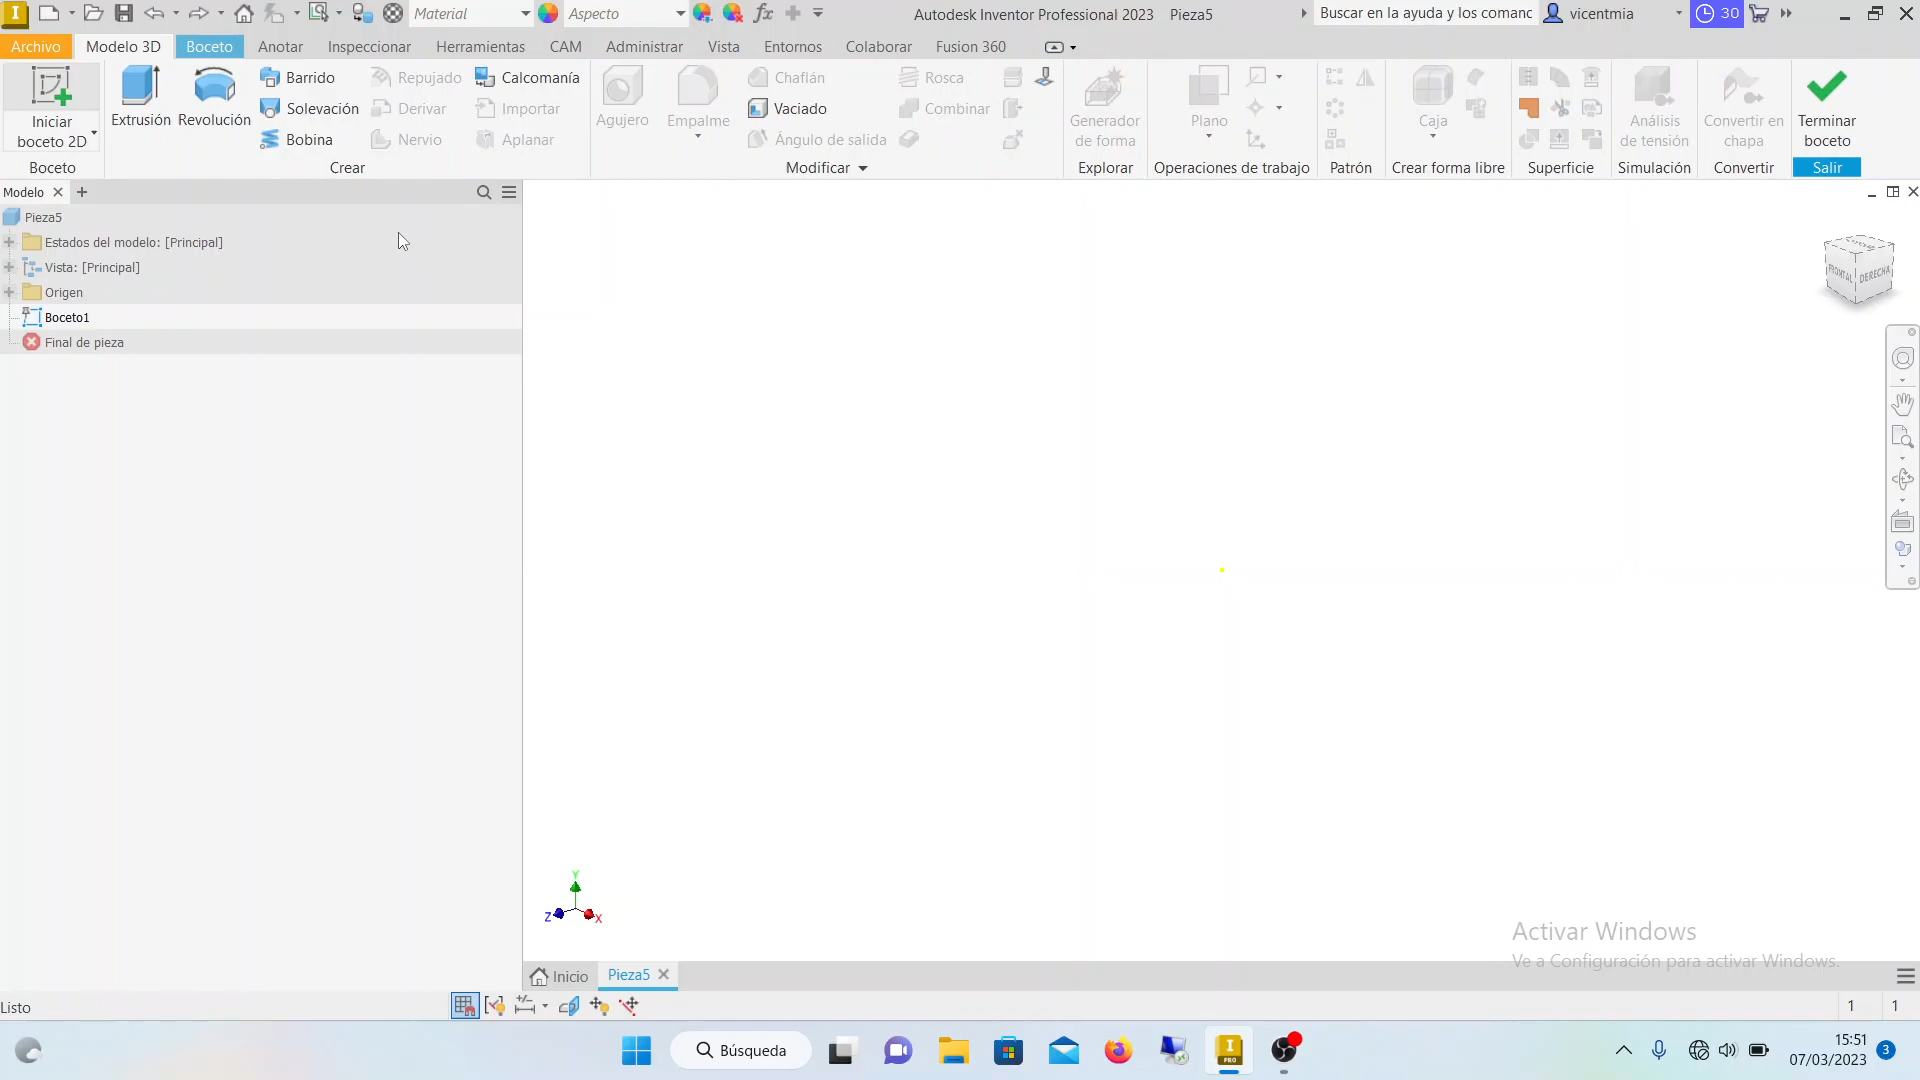 Material
Aspecto
Autodesk Inventor Professional 2023 Pieza5
Buscar en la ayuda y los comanc
vicentmia
30
Archivo
Modelo 3D
Boceto
Anotar
Inspeccionar
Herramientas
CAM
Administrar
Vista
Entornos
Colaborar
Fusion 360
Iniciar
boceto 2D
Extrusión
Revolución
Barrido
Solevación
Bobina
Repujado
Derivar
Nervio
Calcomanía
Importar
Aplanar
Agujero
Empalme
Chaflán
Vaciado
Ángulo de salida
Rosca
Combinar
Generador
de forma
Plano
Caja
Análisis
de tensión
Convertir en
chapa
Terminar
boceto
Boceto
Crear
Modificar
Explorar
Operaciones de trabajo
Patrón
Crear forma libre
Superficie
Simulación
Convertir
Salir
Modelo
Pieza5
Estados del modelo: [Principal]
Vista: [Principal]
Origen
Boceto1
Final de pieza
FRONTAL
DERECHA
Y
Z
X
Activar Windows
Ve a Configuración para activar Windows.
Inicio
Pieza5
Listo
1
1
Búsqueda
PRO
15:51
07/03/2023
3